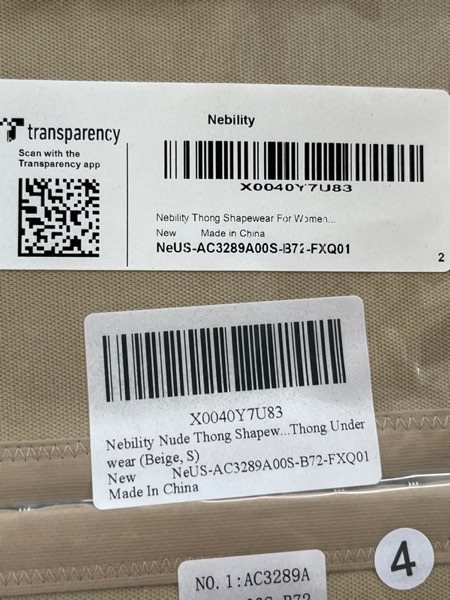 Nebility
transparency
Scan with the
Transparency app
X0040Y7U83
Nebility Thong Shapewear For Women...
New Made in China
NeUS-AC3289A00S-B72-FXQ01
2
X0040Y7U83
Nebility Nude Thong Shapew...Thong Under
wear (Beige, S)
New NeUS-AC3289A00S-B72-FXQ01
Made In China
4
NO.1:AC3289A